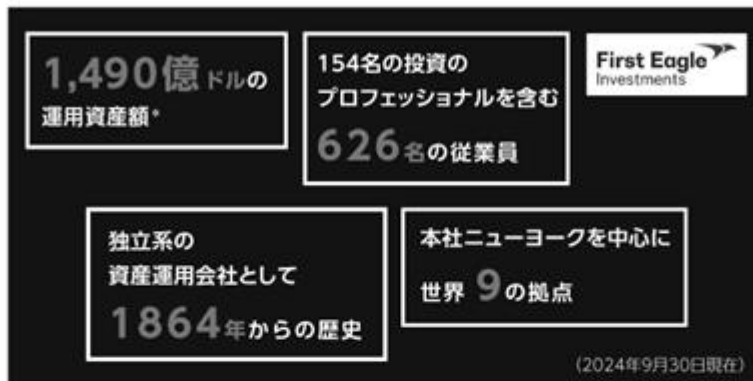 1,490億ドルの
運用資産額*
154名の投資の
プロフェッショナルを含む
626名の従業員
First Eagle
Investments
独立系の
資産運用会社として
1864年からの歴史
本社ニューヨークを中心に
世界 9の拠点
(2024年9月30日現在)